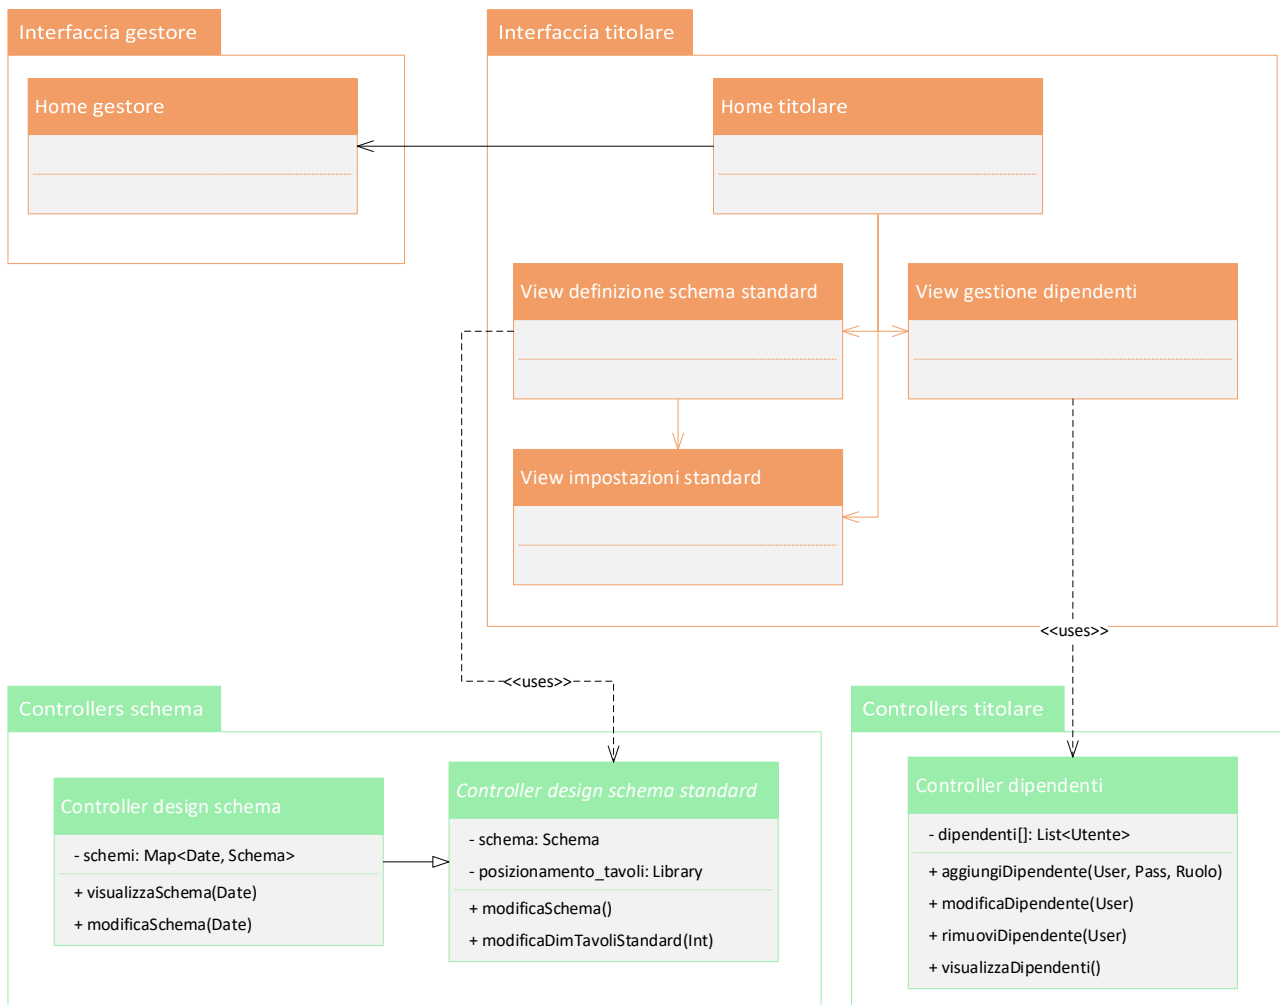 Interfaccia gestore
Interfaccia titolare
Home gestore
Home titolare
View definizione schema standard
View gestione dipendenti
View impostazioni standard
<<uses>>
<<uses>>
Controllers schema
Controllers titolare
Controller design schema
- schemi: Map<Date, Schema>
+ visualizzaSchema(Date)
+ modificaSchema(Date)
Controller design schema standard
- schema: Schema
- posizionamento_tavoli: Library
+ modificaSchema()
+ modificaDimTavoliStandard(Int)
Controller dipendenti
- dipendenti[]: List<Utente>
+ aggiungiDipendente(User, Pass, Ruolo)
+ modificaDipendente(User)
+ rimuoviDipendente(User)
+ visualizzaDipendenti()